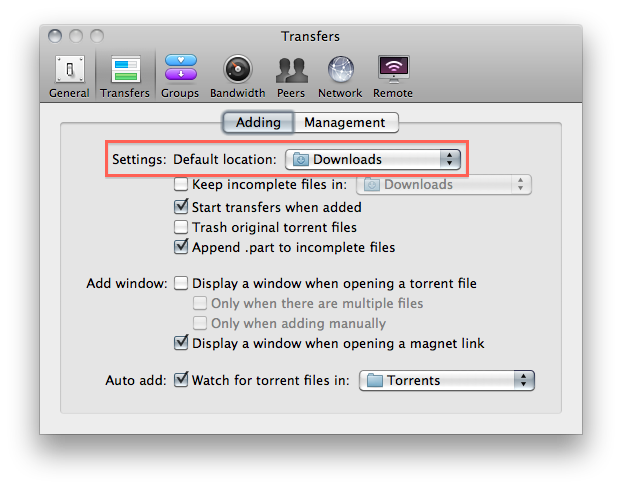 Transfers
General Transfers Groups Bandwidth Peers Network Remote
Adding Management
Settings: Default location: Downloads
Keep incomplete files in: Downloads
Start transfers when added
Trash original torrent files
Append .part to incomplete files
Add window: Display a window when opening a torrent file
Only when there are multiple files
Only when adding manually
Display a window when opening a magnet link
Auto add: Watch for torrent files in: Torrents